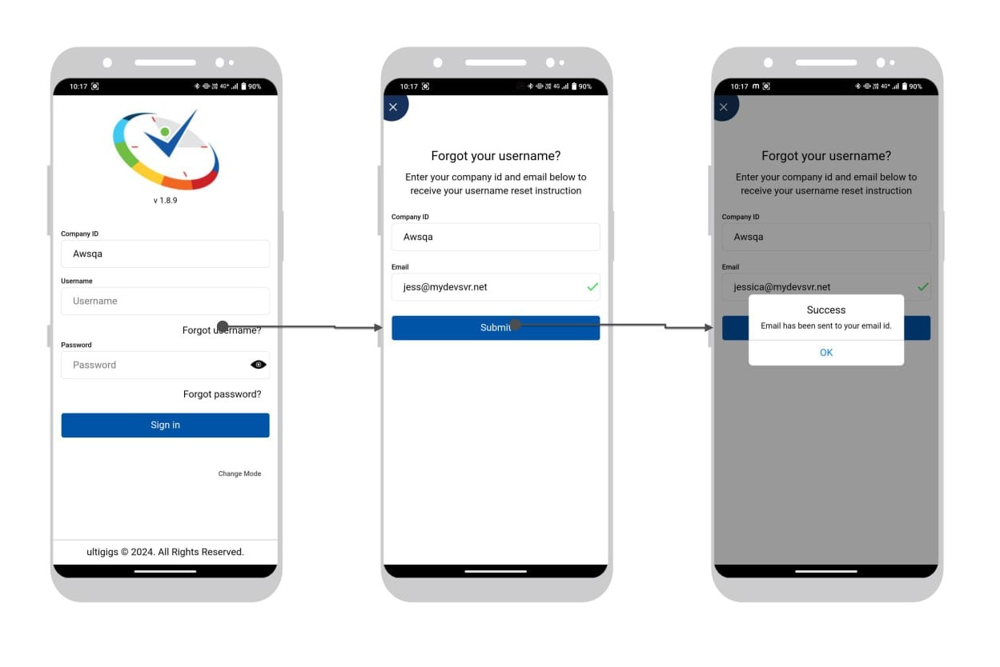 10:17
4G+
90%
v 1.8.9
Company ID
Awsqa
Username
Username
Forgot username?
Password
Password
Forgot password?
Sign in
Change Mode
ultigigs © 2024. All Rights Reserved.
10:17
4G
90%
Forgot your username?
Enter your company id and email below to
receive your username reset instruction
Company ID
Awsqa
Email
jess@mydevsvr.net
Submit
10:17 m
4G+
90%
Forgot your username?
Enter your company id and email below to
receive your username reset instruction
Company ID
Awsqa
Email
jessica@mydevsvr.net
Success
Email has been sent to your email id.
OK